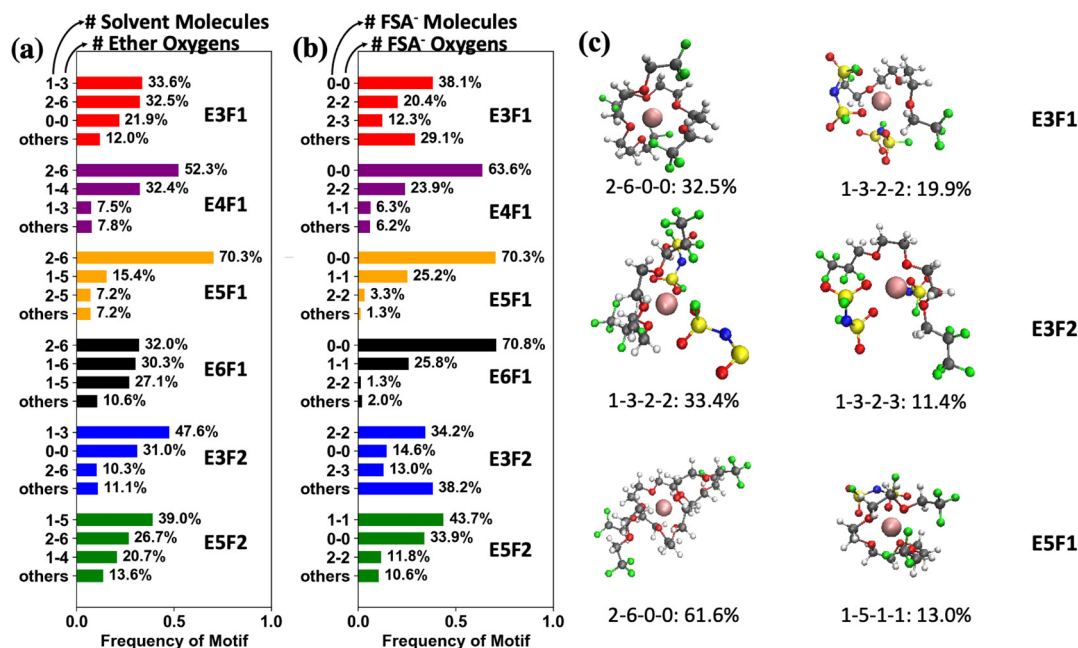 # Solvent Molecules
# Ether Oxygens
(a)
1-3 33.6%
2-6 32.5%
0-0 21.9%
others 12.0%
E3F1
2-6 52.3%
1-4 32.4%
1-3 7.5%
others 7.8%
E4F1
2-6 70.3%
1-5 15.4%
2-5 7.2%
others 7.2%
E5F1
2-6 32.0%
1-6 30.3%
1-5 27.1%
others 10.6%
E6F1
1-3 47.6%
0-0 31.0%
2-6 10.3%
others 11.1%
E3F2
1-5 39.0%
2-6 26.7%
1-4 20.7%
others 13.6%
E5F2
0.0 0.5 1.0
Frequency of Motif
# FSA⁻ Molecules
# FSA⁻ Oxygens
(b)
0-0 38.1%
2-2 20.4%
2-3 12.3%
others 29.1%
E3F1
0-0 63.6%
2-2 23.9%
1-1 6.3%
others 6.2%
E4F1
0-0 70.3%
1-1 25.2%
2-2 3.3%
others 1.3%
E5F1
0-0 70.8%
1-1 25.8%
2-2 1.3%
others 2.0%
E6F1
2-2 34.2%
0-0 14.6%
2-3 13.0%
others 38.2%
E3F2
1-1 43.7%
0-0 33.9%
2-2 11.8%
others 10.6%
E5F2
0.0 0.5 1.0
Frequency of Motif
(c)
E3F1
2-6-0-0: 32.5% 1-3-2-2: 19.9%
E3F2
1-3-2-2: 33.4% 1-3-2-3: 11.4%
E5F1
2-6-0-0: 61.6% 1-5-1-1: 13.0%